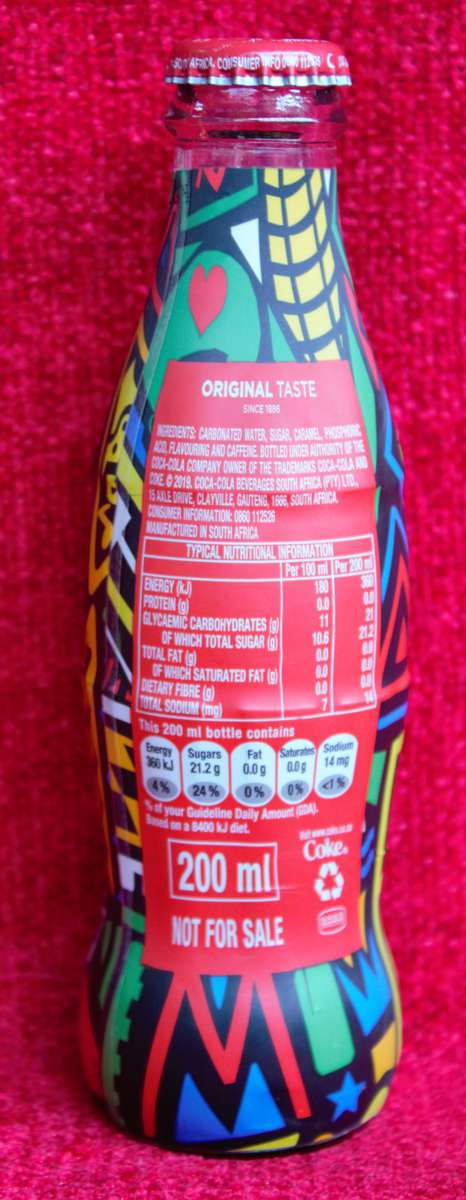 AFRICA. CONSUMER INFO
ORIGINAL TASTE
SINCE 1886
INGREDIENTS: CARBONATED WATER, SUGAR, CARAMEL, PHOSPHORIC
ACID, FLAVOURING AND CAFFEINE. BOTTLED UNDER AUTHORITY OF THE
COCA-COLA COMPANY OWNER OF THE TRADEMARKS COCA-COLA AND
COKE. © 2019. COCA-COLA BEVERAGES SOUTH AFRICA (PTY) LTD.,
15 AXLE DRIVE, CLAYVILLE, GAUTENG, 1666, SOUTH AFRICA.
CONSUMER INFORMATION: 0860 112526
MANUFACTURED IN SOUTH AFRICA
TYPICAL NUTRITIONAL INFORMATION
Per 100 ml Per 200 ml
ENERGY (kJ) 180 360
PROTEIN (g) 0.0 0.0
GLYCAEMIC CARBOHYDRATES (g) 11 21
OF WHICH TOTAL SUGAR (g) 10.6 21.2
TOTAL FAT (g) 0.0 0.0
OF WHICH SATURATED FAT (g) 0.0 0.0
DIETARY FIBRE (g) 0.0 0.0
TOTAL SODIUM (mg) 7 14
This 200 ml bottle contains
Energy Sugars Fat Saturates Sodium
360 kJ 21.2 g 0.0 g 0.0 g 14 mg
4% 24% 0% 0% <1%
% of your Guideline Daily Amount (GDA).
Based on a 8400 kJ diet.
Visit www.coke.co.za
Coke.
200 ml
NOT FOR SALE